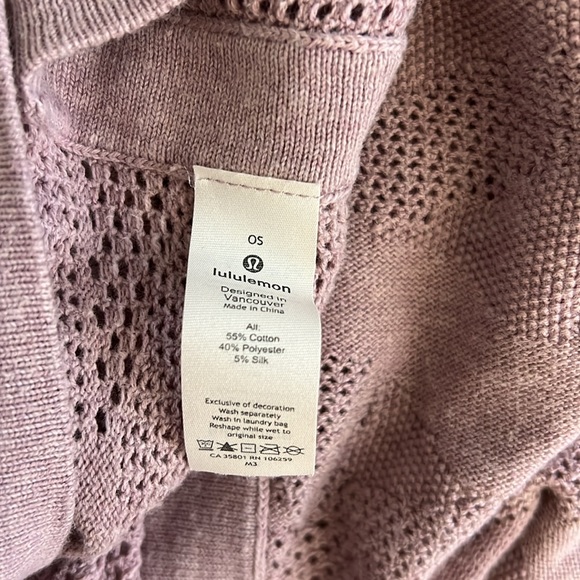 OS
lululemon
Designed in
Vancouver
Made in China
All:
55% Cotton
40% Polyester
5% Silk
Exclusive of decoration
Wash separately
Wash in laundry bag
Reshape while wet to
original size
CA 35801 RN 106259
M3